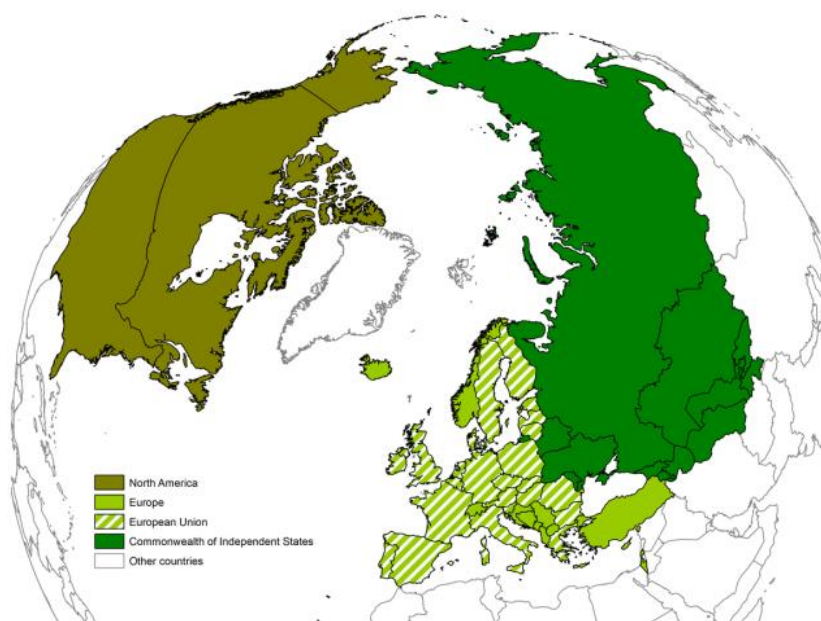 North America
Europe
European Union
Commonwealth of Independent States
Other countries